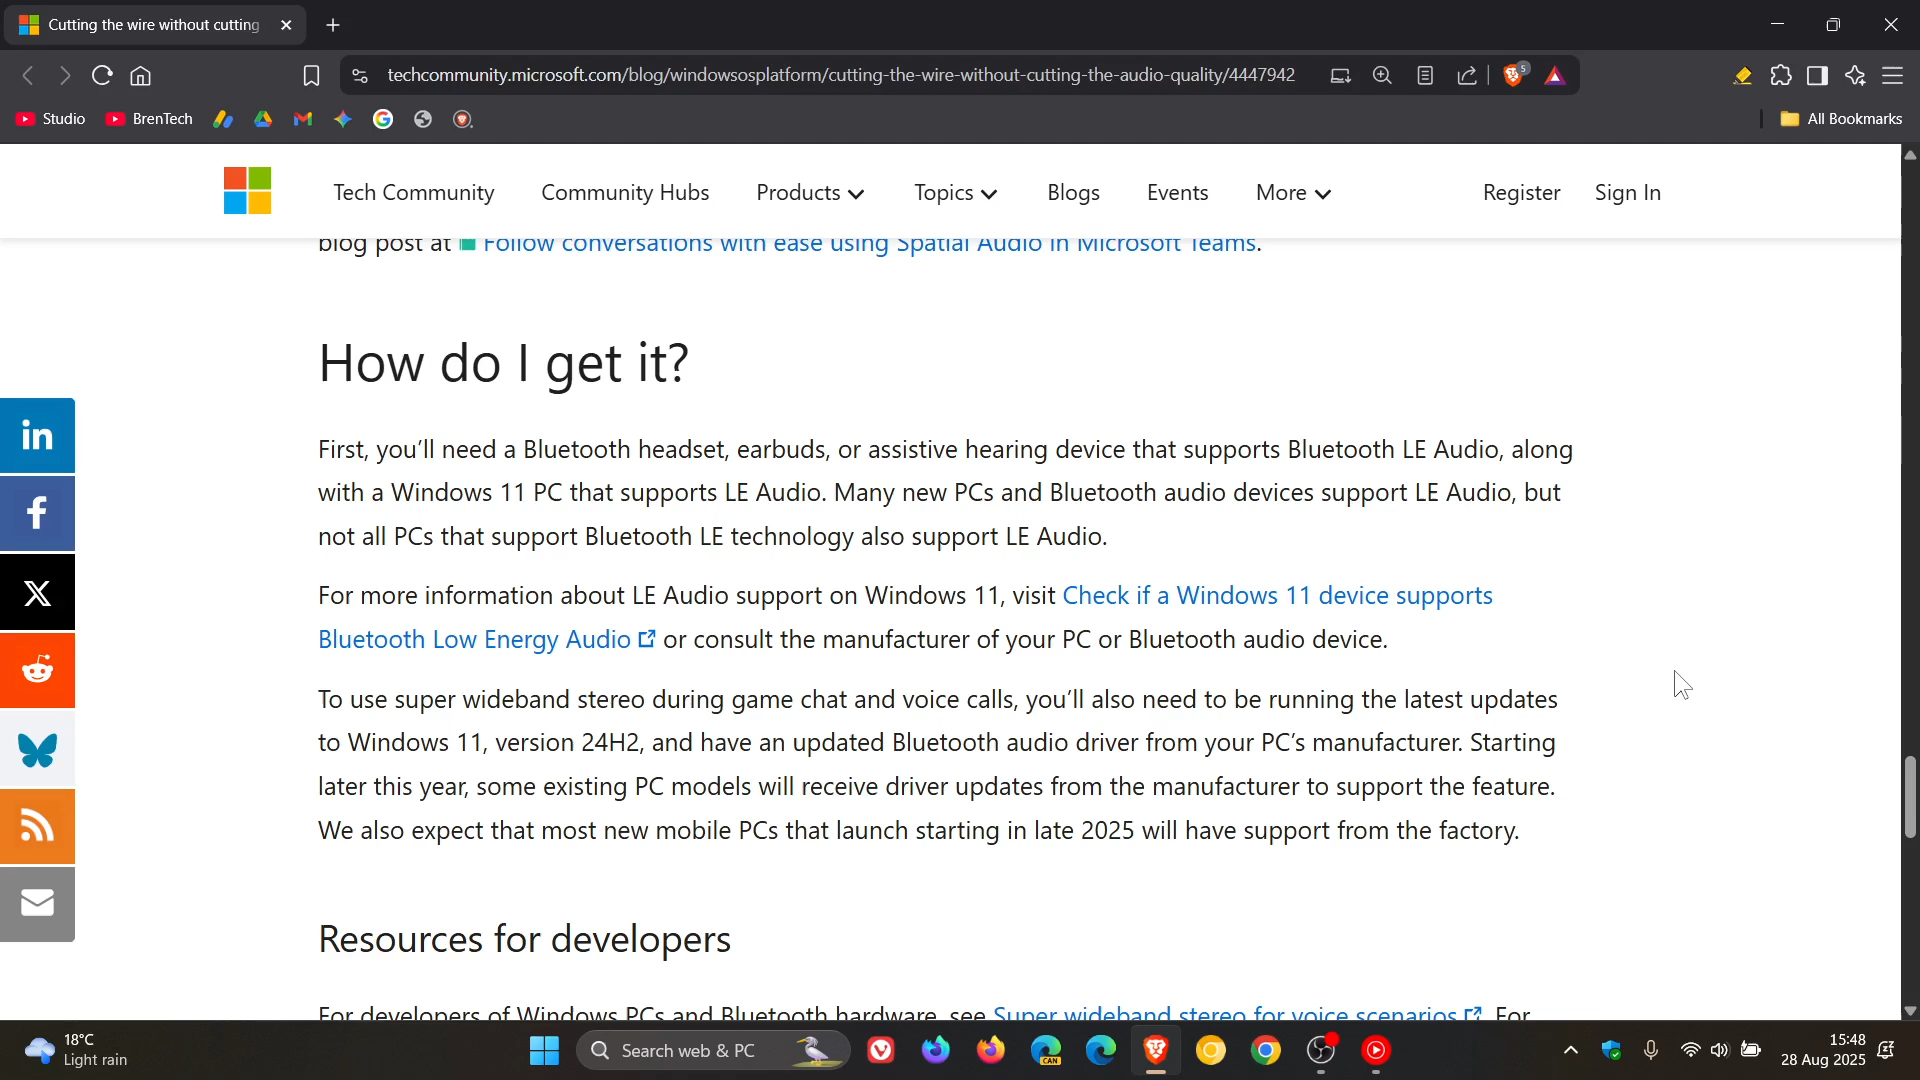 Cutting the wire without cutting
techcommunity.microsoft.com/blog/windowsosplatform/cutting-the-wire-without-cutting-the-audio-quality/4447942
5
Studio
BrenTech
All Bookmarks
Tech Community
Community Hubs
Products
Topics
Blogs
Events
More
Register
Sign In
blog post at Follow conversations with ease using Spatial Audio in Microsoft Teams.
How do I get it?
First, you’ll need a Bluetooth headset, earbuds, or assistive hearing device that supports Bluetooth LE Audio, along
with a Windows 11 PC that supports LE Audio. Many new PCs and Bluetooth audio devices support LE Audio, but
not all PCs that support Bluetooth LE technology also support LE Audio.
For more information about LE Audio support on Windows 11, visit Check if a Windows 11 device supports
Bluetooth Low Energy Audio or consult the manufacturer of your PC or Bluetooth audio device.
To use super wideband stereo during game chat and voice calls, you’ll also need to be running the latest updates
to Windows 11, version 24H2, and have an updated Bluetooth audio driver from your PC’s manufacturer. Starting
later this year, some existing PC models will receive driver updates from the manufacturer to support the feature.
We also expect that most new mobile PCs that launch starting in late 2025 will have support from the factory.
Resources for developers
For developers of Windows PCs and Bluetooth hardware, see Super wideband stereo for voice scenarios. For
18°C
Light rain
Search web & PC
CAN
15:48
28 Aug 2025